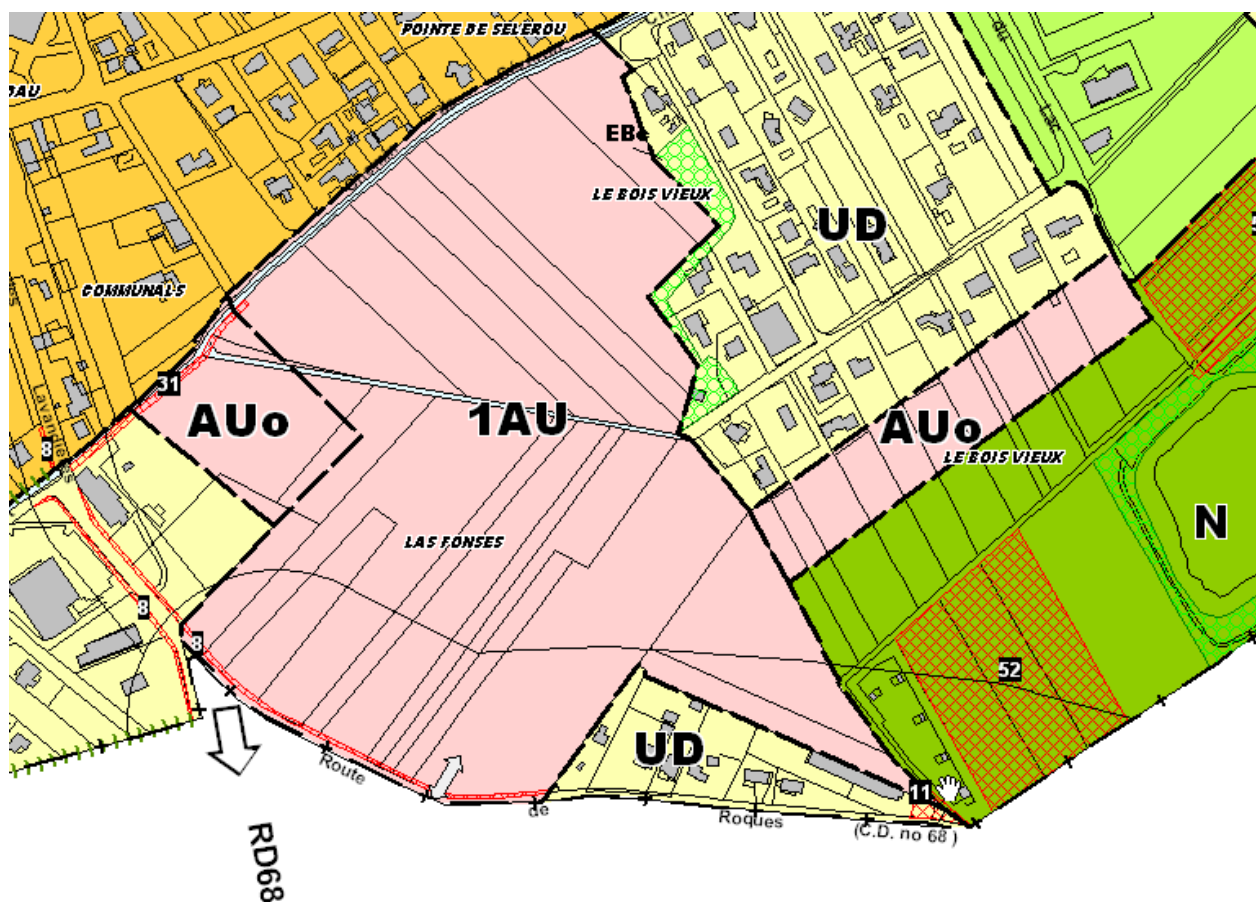 POINTE DE SELEROU
DAU
EBC
LE BOIS VIEUX
UD
Lac
COMMUNALS
31
AUo
1AU
AUo
LE BOIS VIEUX
8
N
LAS FONSES
8
8
52
UD
11
Route
de
Roques
(C.D. no 68 )
RD68